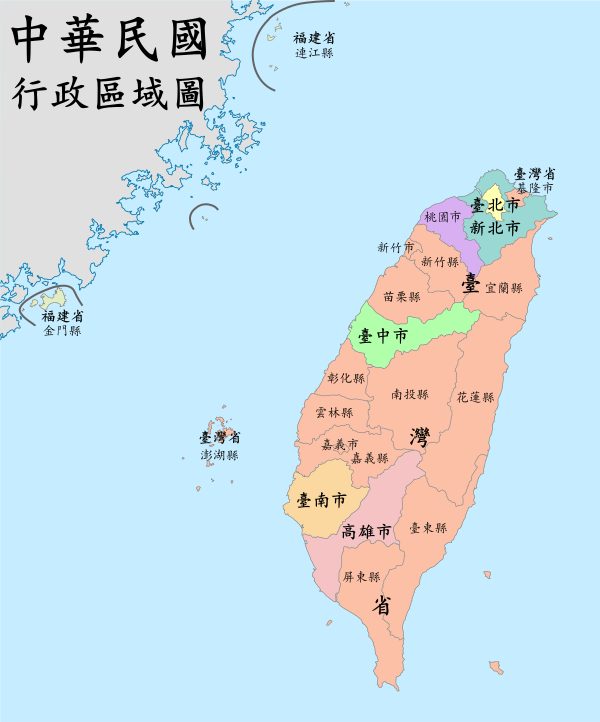 中華民國
行政區域圖
福建省
連江縣
臺灣省
基隆市
臺北市
桃園市
新北市
新竹市
新竹縣
臺
宜蘭縣
苗栗縣
福建省
金門縣
臺中市
彰化縣
南投縣
花蓮縣
雲林縣
臺灣省
澎湖縣
灣
嘉義市
嘉義縣
臺南市
高雄市
臺東縣
屏東縣
省